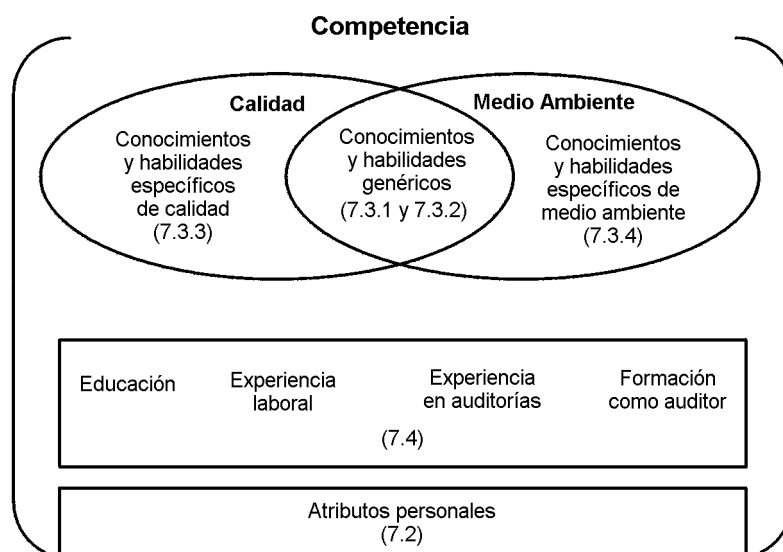 Competencia
Calidad
Medio Ambiente
Conocimientos
y habilidades
específicos
de calidad
(7.3.3)
Conocimientos
y habilidades
genéricos
(7.3.1 y 7.3.2)
Conocimientos
y habilidades
específicos de
medio ambiente
(7.3.4)
Educación
Experiencia
laboral
Experiencia
en auditorías
Formación
como auditor
(7.4)
Atributos personales
(7.2)